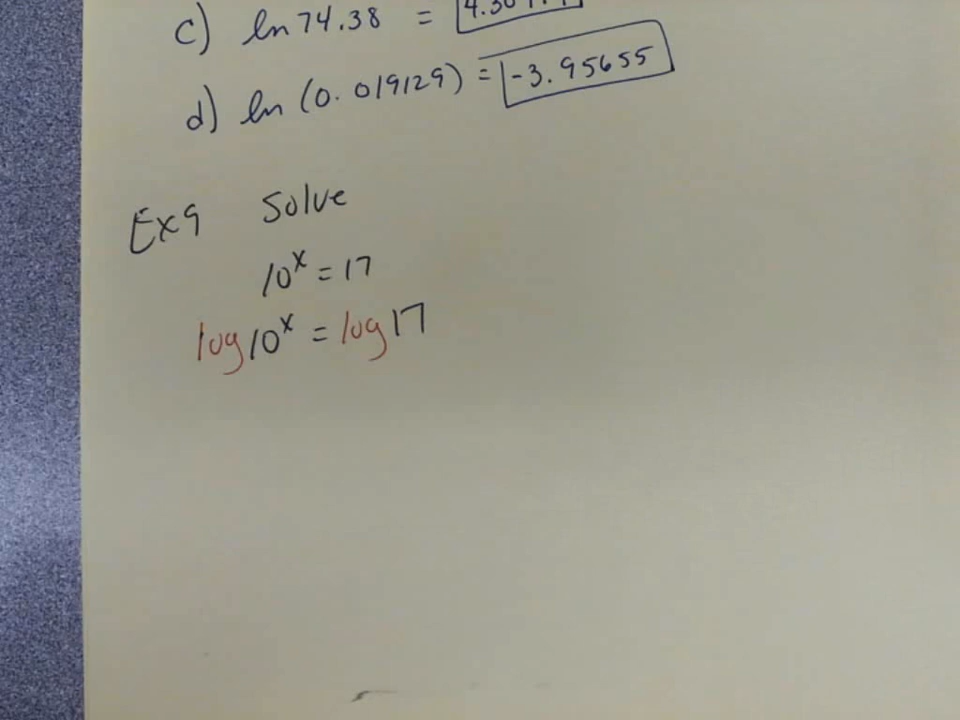 c) ln 74.38 =
d) ln (0.019129) = -3.95655
Ex9 Solve
10^x = 17
log 10^x = log 17